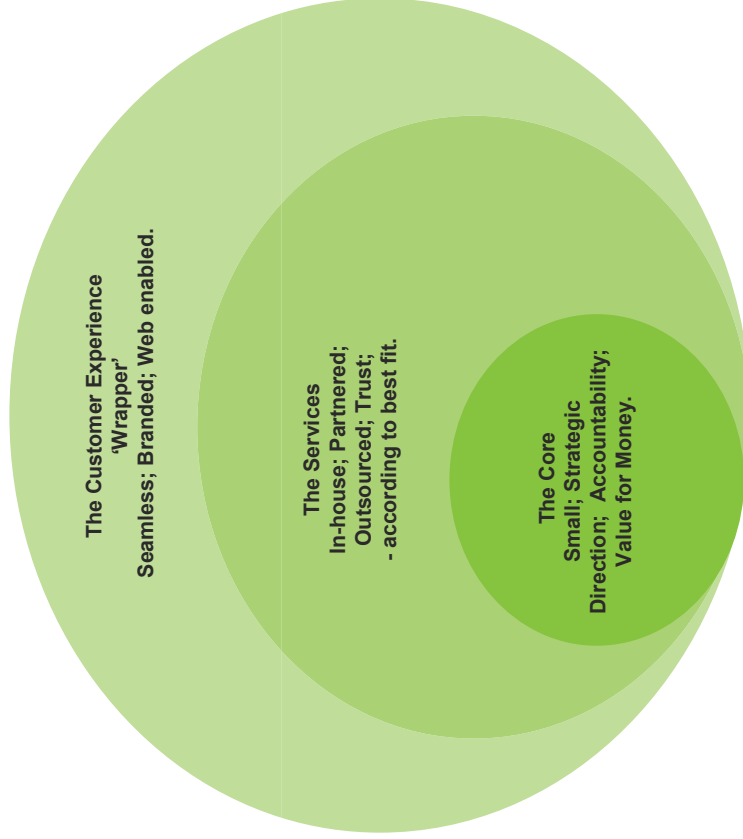 The Customer Experience
‘Wrapper’
Seamless; Branded; Web enabled.
The Services
In-house; Partnered;
Outsourced; Trust;
- according to best fit.
The Core
Small; Strategic
Direction;  Accountability;
Value for Money.